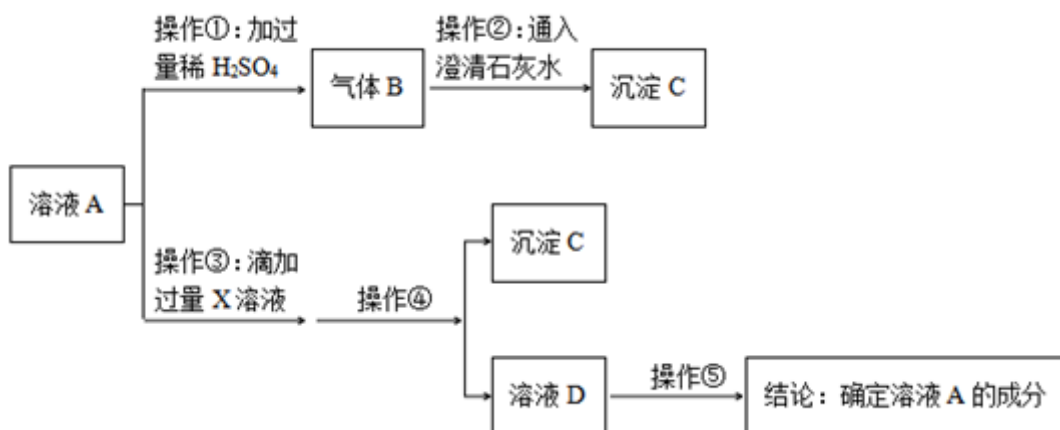 操作①：加过
量稀 H₂SO₄
气体 B
操作②：通入
澄清石灰水
沉淀 C
溶液 A
操作③：滴加
过量 X 溶液
操作④
沉淀 C
溶液 D
操作⑤
结论：确定溶液 A 的成分